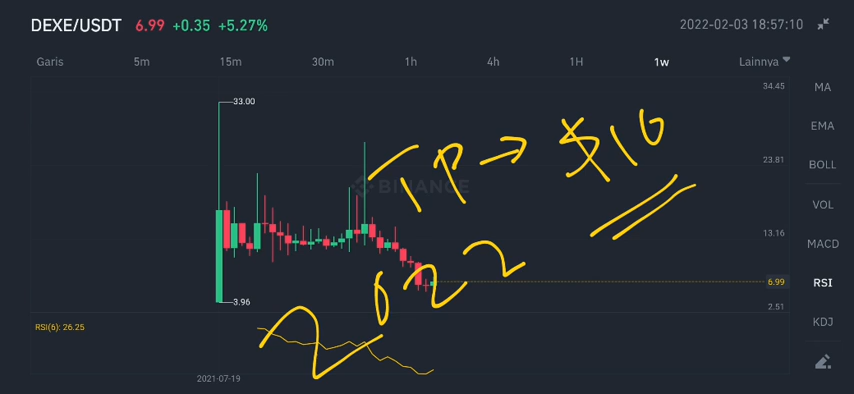 DEXE/USDT 6.99 +0.35 +5.27% 2022-02-03 18:57:10
Garis 5m 15m 30m 1h 4h 1H 1w Lainnya
34.45
MA
33.00
TP → $10
EMA
23.81
BINANCE
BOLL
VOL
13.16
MACD
6.99
RSI
3.96
2.51
2022
KDJ
RSI(6): 26.25
2021-07-19